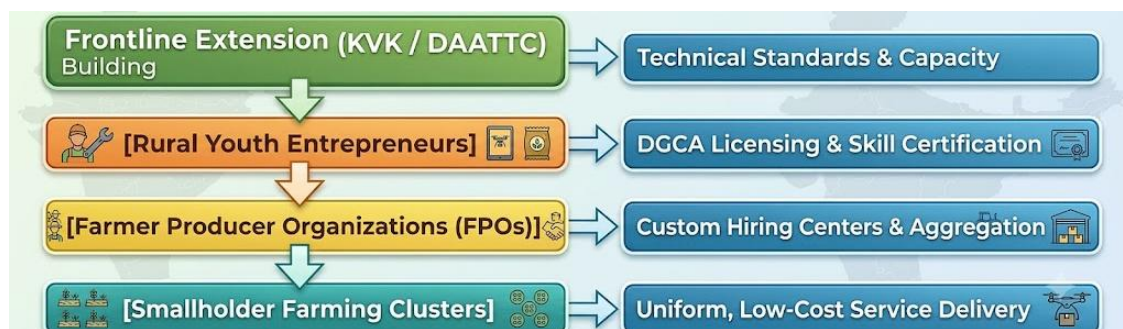 Frontline Extension (KVK / DAATTC)
Building
Technical Standards & Capacity
[Rural Youth Entrepreneurs]
DGCA Licensing & Skill Certification
[Farmer Producer Organizations (FPOs)]
Custom Hiring Centers & Aggregation
[Smallholder Farming Clusters]
Uniform, Low-Cost Service Delivery